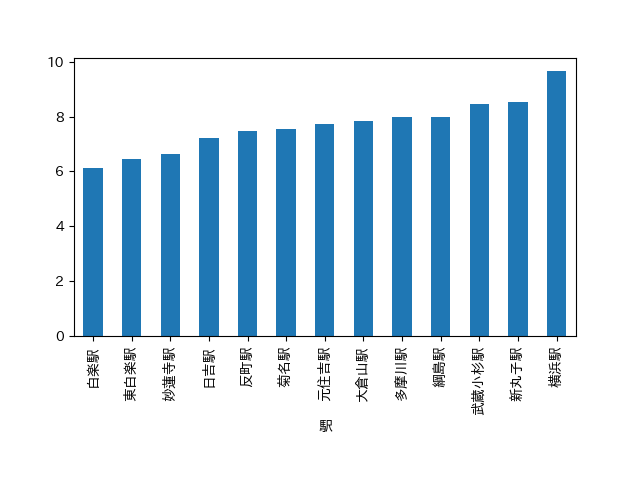 10
8
6
4
2
0
白楽駅
東白楽駅
妙蓮寺駅
日吉駅
反町駅
菊名駅
元住吉駅
大倉山駅
多摩川駅
綱島駅
武蔵小杉駅
新丸子駅
横浜駅
駅